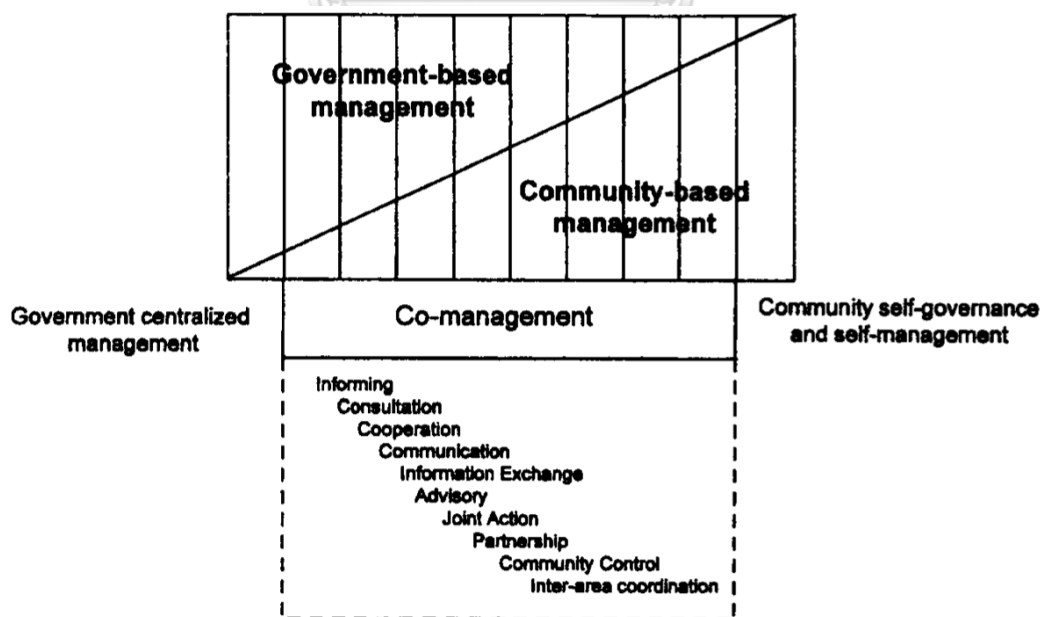 Government-based
management
Community-based
management
Government centralized
management
Co-management
Community self-governance
and self-management
Informing
Consultation
Cooperation
Communication
Information Exchange
Advisory
Joint Action
Partnership
Community Control
Inter-area coordination